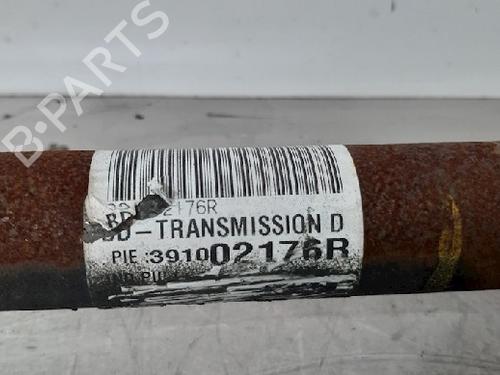 B-PARTS
2176R
-TRANSMISSION D
PIE :391002176R